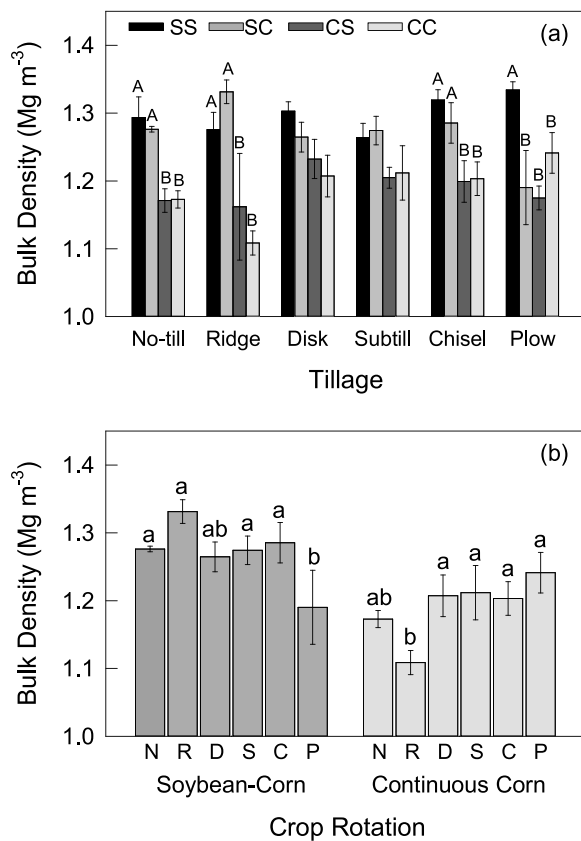 SS SC CS CC
(a)
Bulk Density (Mg m⁻³)
1.4
1.3
1.2
1.1
1.0
A A B B
A A B B
A A B B
A B B B
No-till Ridge Disk Subtill Chisel Plow
Tillage
(b)
Bulk Density (Mg m⁻³)
1.4
1.3
1.2
1.1
1.0
a a ab a a b
ab b a a a a
N R D S C P N R D S C P
Soybean-Corn Continuous Corn
Crop Rotation